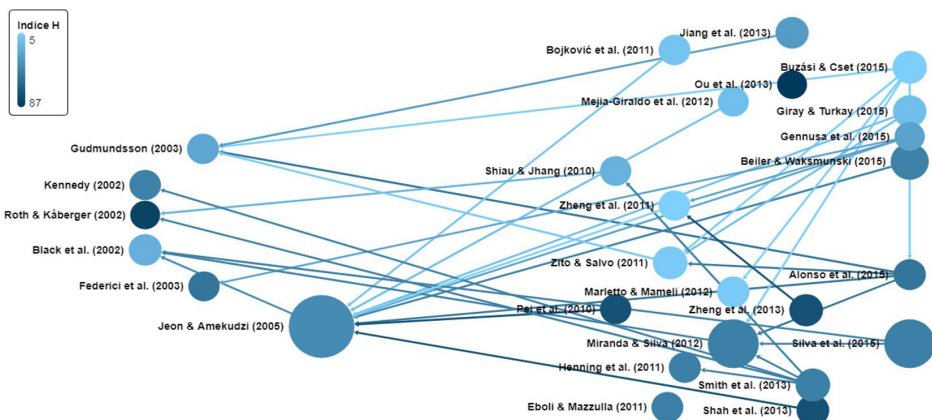 Indice H
5
87
Jiang et al. (2013)
Bojković et al. (2011)
Buzási & Cset (2015)
Ou et al. (2013)
Mejia-Giraldo et al. (2012)
Giray & Turkay (2015)
Gennusa et al. (2015)
Gudmundsson (2003)
Beiler & Waksmunski (2015)
Shiau & Jhang (2010)
Kennedy (2002)
Zheng et al. (2011)
Roth & Kåberger (2002)
Black et al. (2002)
Zito & Salvo (2011)
Alonso et al. (2015)
Federici et al. (2003)
Marletto & Mameli (2012)
Pei et al. (2010)
Zheng et al. (2013)
Jeon & Amekudzi (2005)
Miranda & Silva (2012)
Silva et al. (2015)
Henning et al. (2011)
Smith et al. (2013)
Eboli & Mazzulla (2011)
Shah et al. (2013)